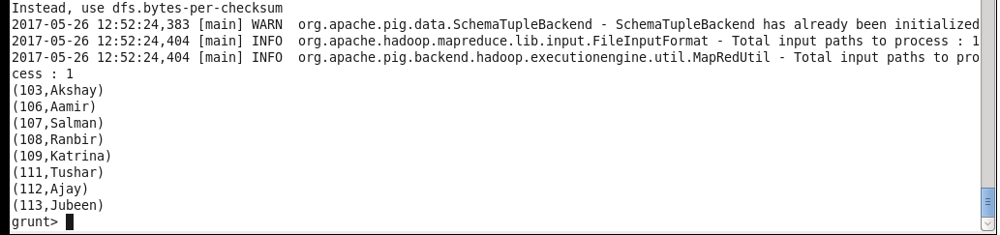 Instead, use dfs.bytes-per-checksum
2017-05-26 12:52:24,383 [main] WARN  org.apache.pig.data.SchemaTupleBackend - SchemaTupleBackend has already been initialized
2017-05-26 12:52:24,404 [main] INFO  org.apache.hadoop.mapreduce.lib.input.FileInputFormat - Total input paths to process : 1
2017-05-26 12:52:24,404 [main] INFO  org.apache.pig.backend.hadoop.executionengine.util.MapRedUtil - Total input paths to pro
cess : 1
(103,Akshay)
(106,Aamir)
(107,Salman)
(108,Ranbir)
(109,Katrina)
(111,Tushar)
(112,Ajay)
(113,Jubeen)
grunt>